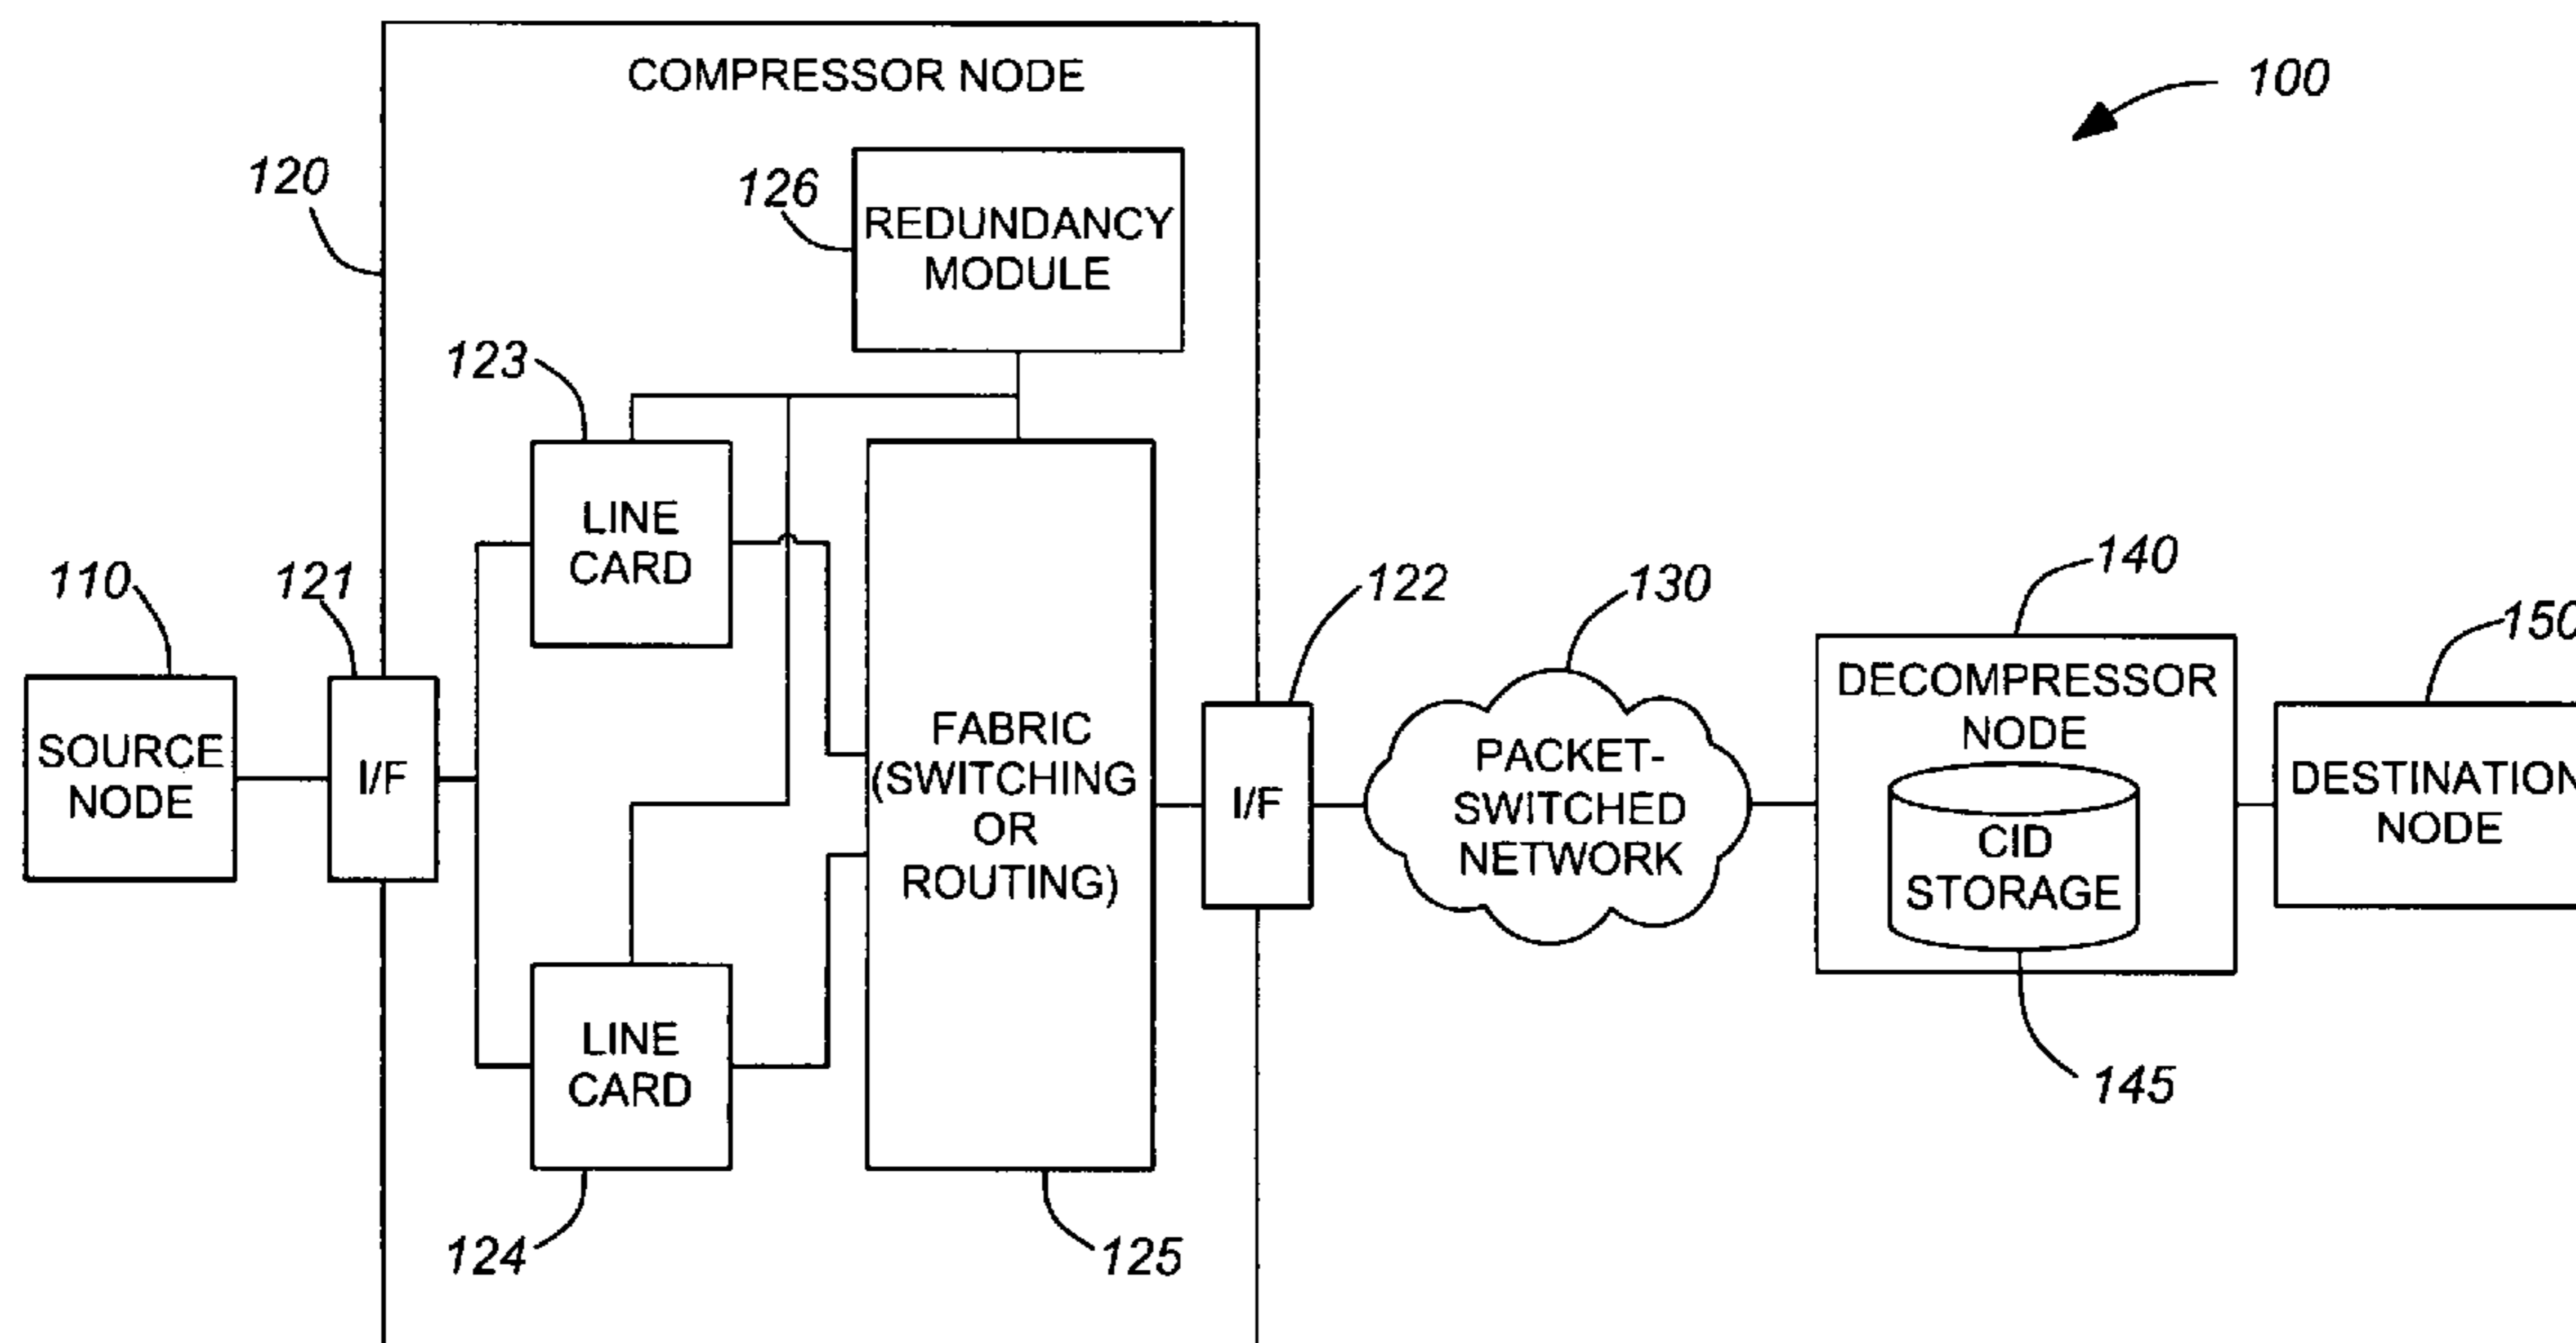 COMPRESSOR NODE
100
120
126
REDUNDANCY
MODULE
123
LINE
CARD
110
121
122
130
140
150
SOURCE
NODE
I/F
FABRIC
(SWITCHING
OR
ROUTING)
I/F
PACKET-
SWITCHED
NETWORK
DECOMPRESSOR
NODE
CID
STORAGE
DESTINATION
NODE
LINE
CARD
145
124
125